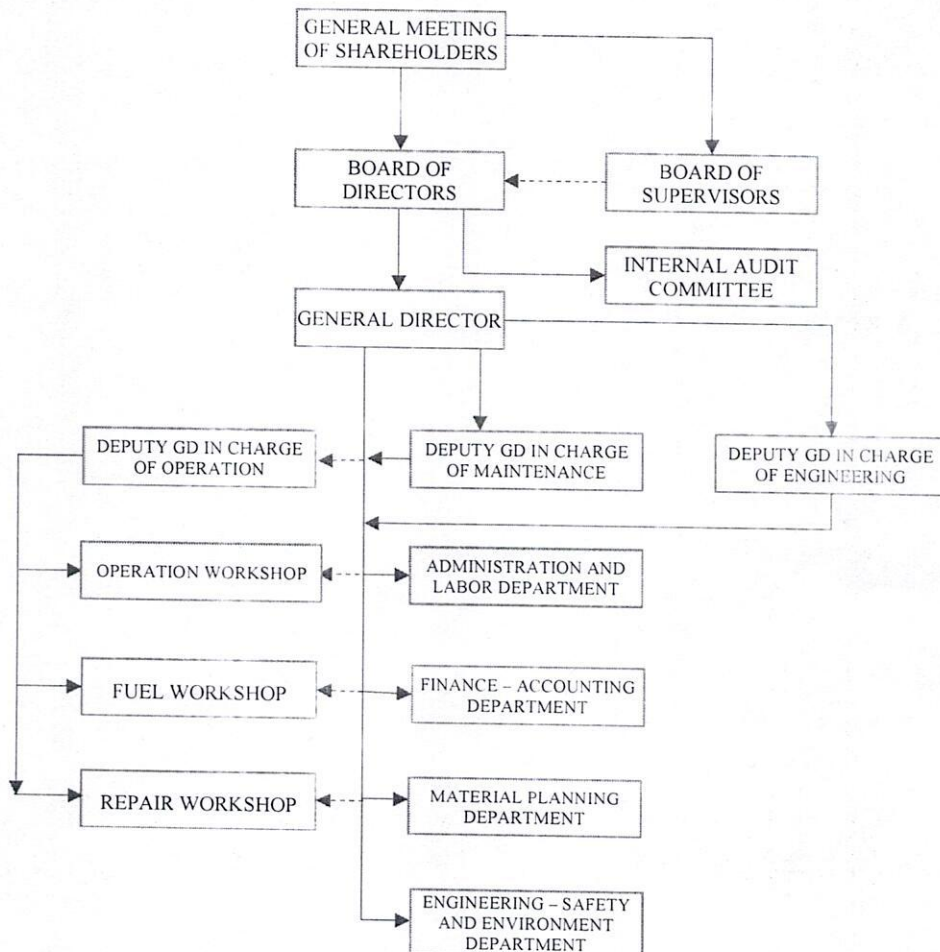 GENERAL MEETING
OF SHAREHOLDERS
BOARD OF
DIRECTORS
BOARD OF
SUPERVISORS
INTERNAL AUDIT
COMMITTEE
GENERAL DIRECTOR
DEPUTY GD IN CHARGE
OF OPERATION
DEPUTY GD IN CHARGE
OF MAINTENANCE
DEPUTY GD IN CHARGE
OF ENGINEERING
OPERATION WORKSHOP
ADMINISTRATION AND
LABOR DEPARTMENT
FUEL WORKSHOP
FINANCE – ACCOUNTING
DEPARTMENT
REPAIR WORKSHOP
MATERIAL PLANNING
DEPARTMENT
ENGINEERING – SAFETY
AND ENVIRONMENT
DEPARTMENT